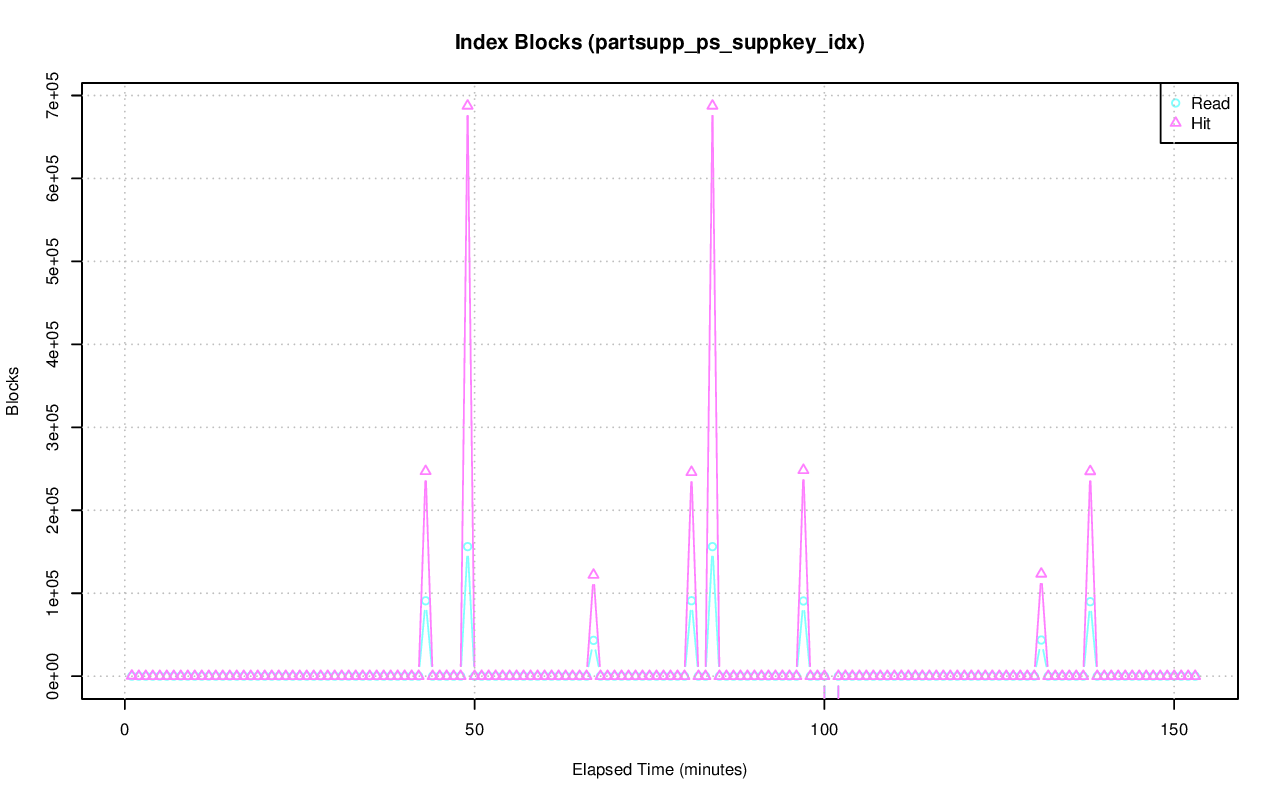 Index Blocks (partsupp_ps_suppkey_idx)
Read
Hit
Blocks
7e+05
6e+05
5e+05
4e+05
3e+05
2e+05
1e+05
0e+00
0 50 100 150
Elapsed Time (minutes)